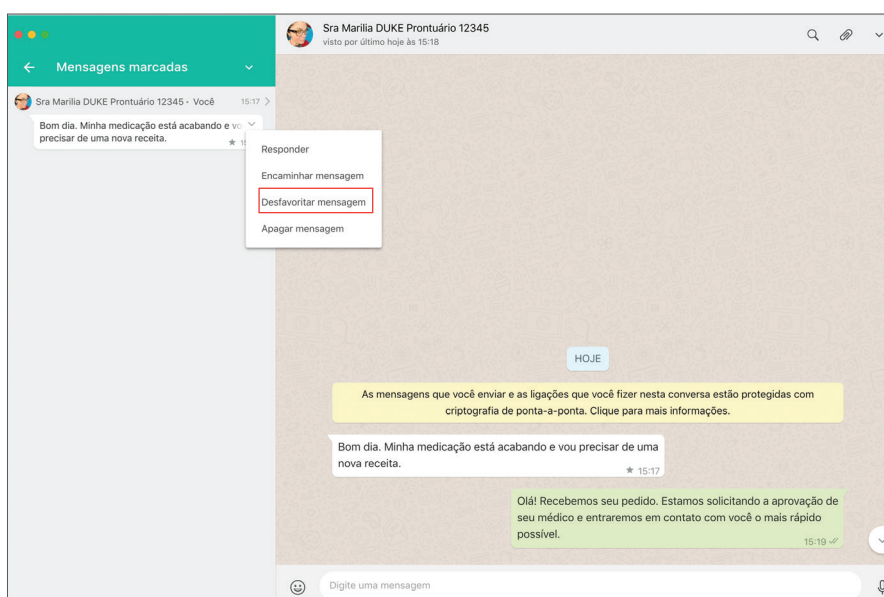 Mensagens marcadas
Sra Marilia DUKE Prontuário 12345 • Você 15:17
Bom dia. Minha medicação está acabando e
precisar de uma nova receita.
Responder
Encaminhar mensagem
Desfavoritar mensagem
Apagar mensagem
Sra Marilia DUKE Prontuário 12345
visto por último hoje às 15:18
HOJE
As mensagens que você enviar e as ligações que você fizer nesta conversa estão protegidas com
criptografia de ponta-a-ponta. Clique para mais informações.
Bom dia. Minha medicação está acabando e vou precisar de uma
nova receita.
15:17
Olá! Recebemos seu pedido. Estamos solicitando a aprovação de
seu médico e entraremos em contato com você o mais rápido
possível.
15:19
Digite uma mensagem